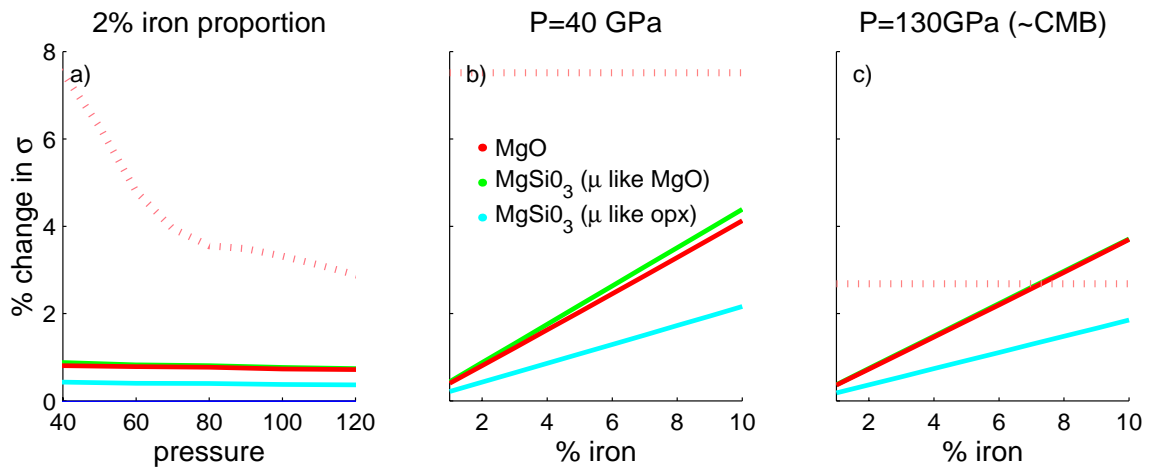 2% iron proportion
P=40 GPa
P=130GPa (~CMB)
% change in σ
8
6
4
2
0
a)
40 60 80 100 120
pressure
b)
MgO
MgSi0₃ (μ like MgO)
MgSi0₃ (μ like opx)
2 4 6 8 10
% iron
c)
2 4 6 8 10
% iron